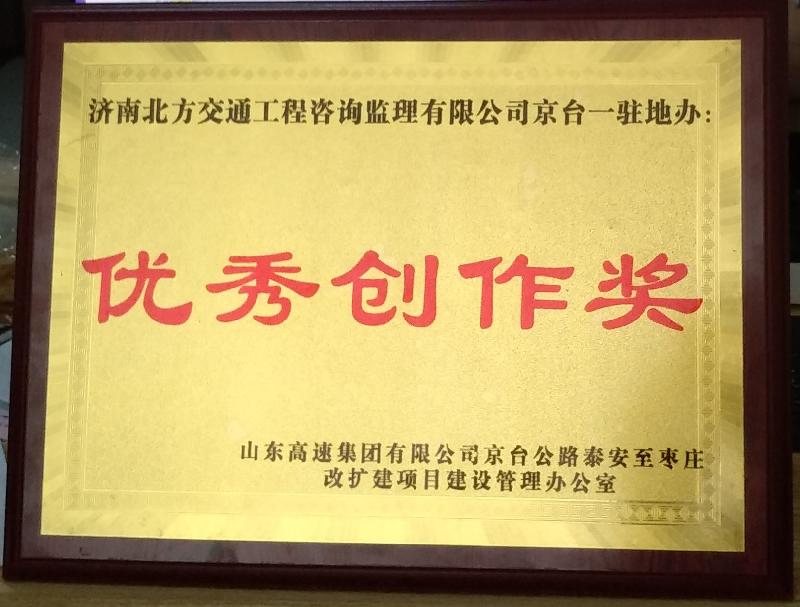 济南北方交通工程咨询监理有限公司京台一驻地办:
优秀创作奖
山东高速集团有限公司京台公路泰安至枣庄
改扩建项目建设管理办公室